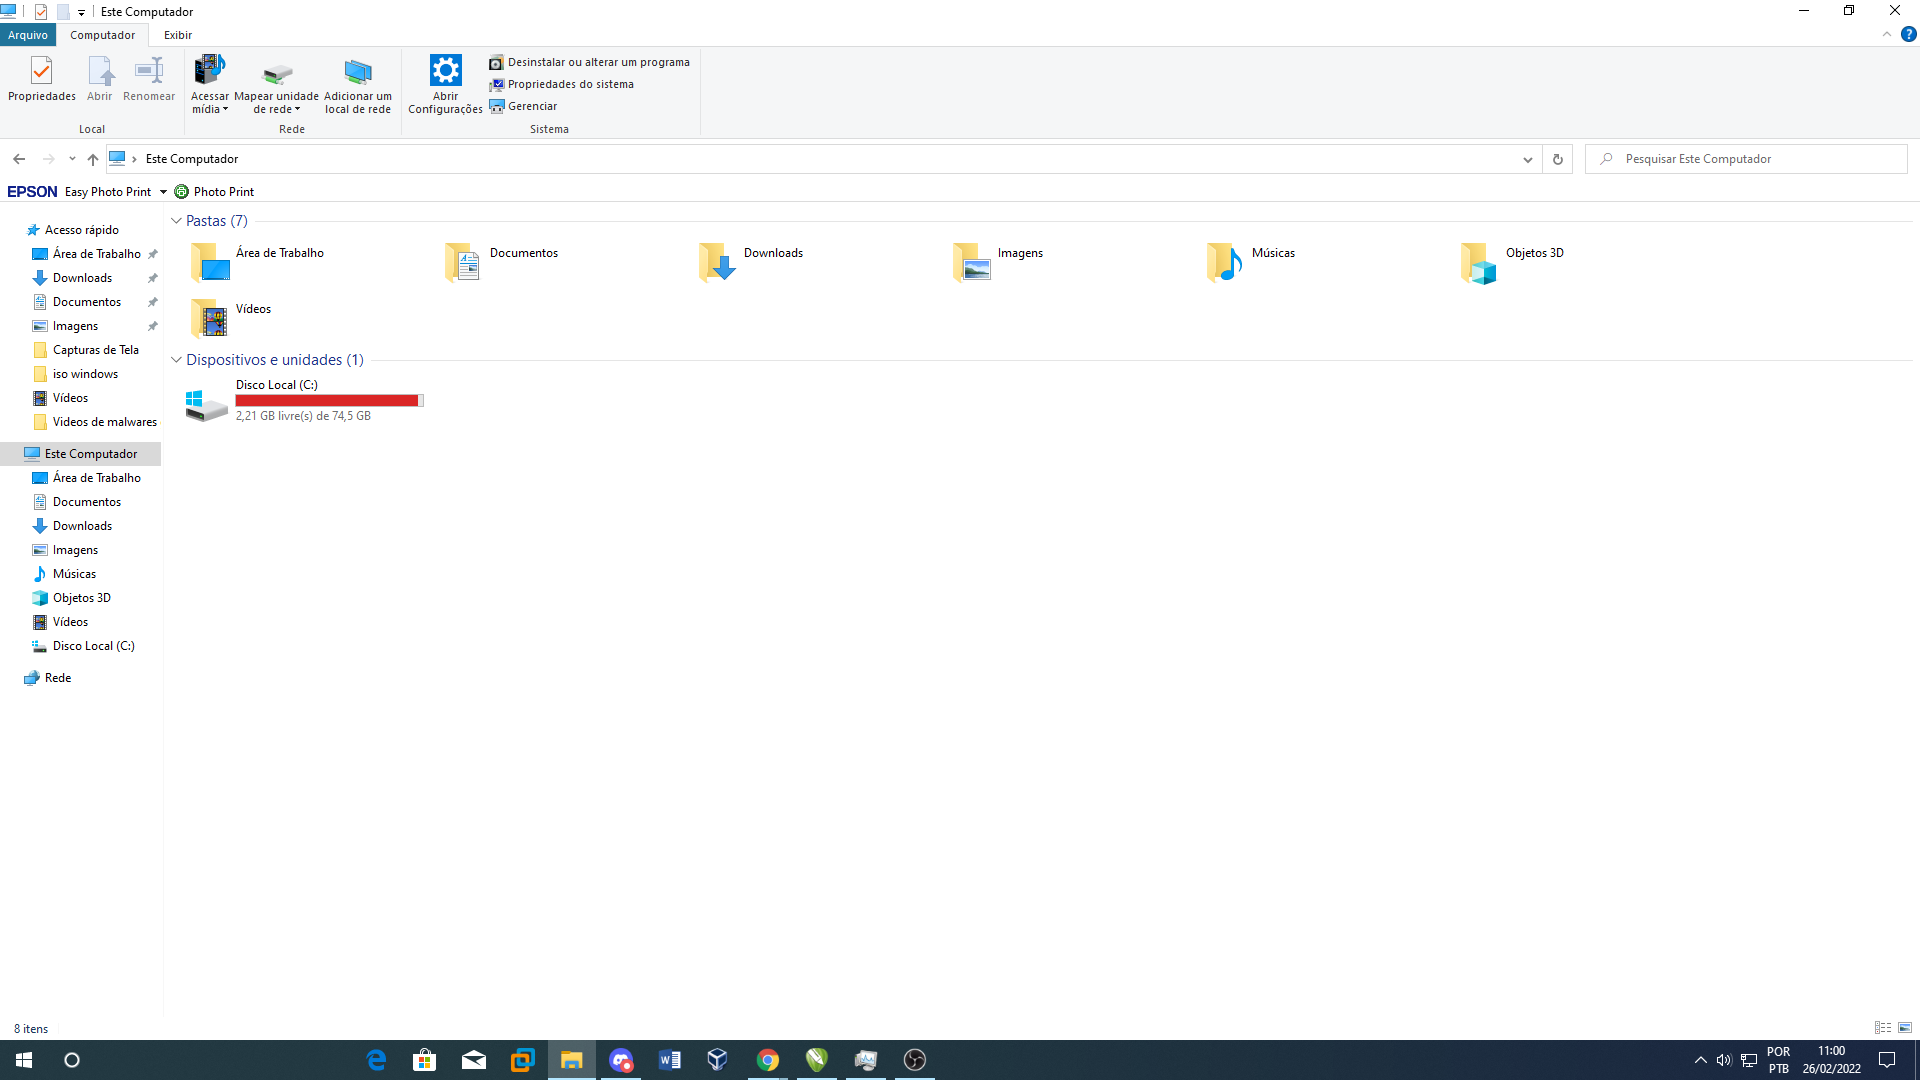 Este Computador
Arquivo
Computador
Exibir
Propriedades
Abrir
Renomear
Acessar
mídia
Mapear unidade
de rede
Adicionar um
local de rede
Abrir
Configurações
Desinstalar ou alterar um programa
Propriedades do sistema
Gerenciar
Local
Rede
Sistema
Este Computador
Pesquisar Este Computador
EPSON Easy Photo Print
Photo Print
Acesso rápido
Área de Trabalho
Downloads
Documentos
Imagens
Capturas de Tela
iso windows
Vídeos
Videos de malwares
Este Computador
Área de Trabalho
Documentos
Downloads
Imagens
Músicas
Objetos 3D
Vídeos
Disco Local (C:)
Rede
Pastas (7)
Área de Trabalho
Documentos
Downloads
Imagens
Músicas
Objetos 3D
Vídeos
Dispositivos e unidades (1)
Disco Local (C:)
2,21 GB livre(s) de 74,5 GB
8 itens
POR
PTB
11:00
26/02/2022